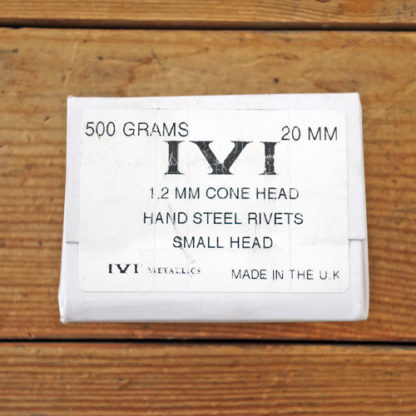 500 GRAMS 20 MM
IVI
1.2 MM CONE HEAD
HAND STEEL RIVETS
SMALL HEAD
IVI METALLICS MADE IN THE U.K